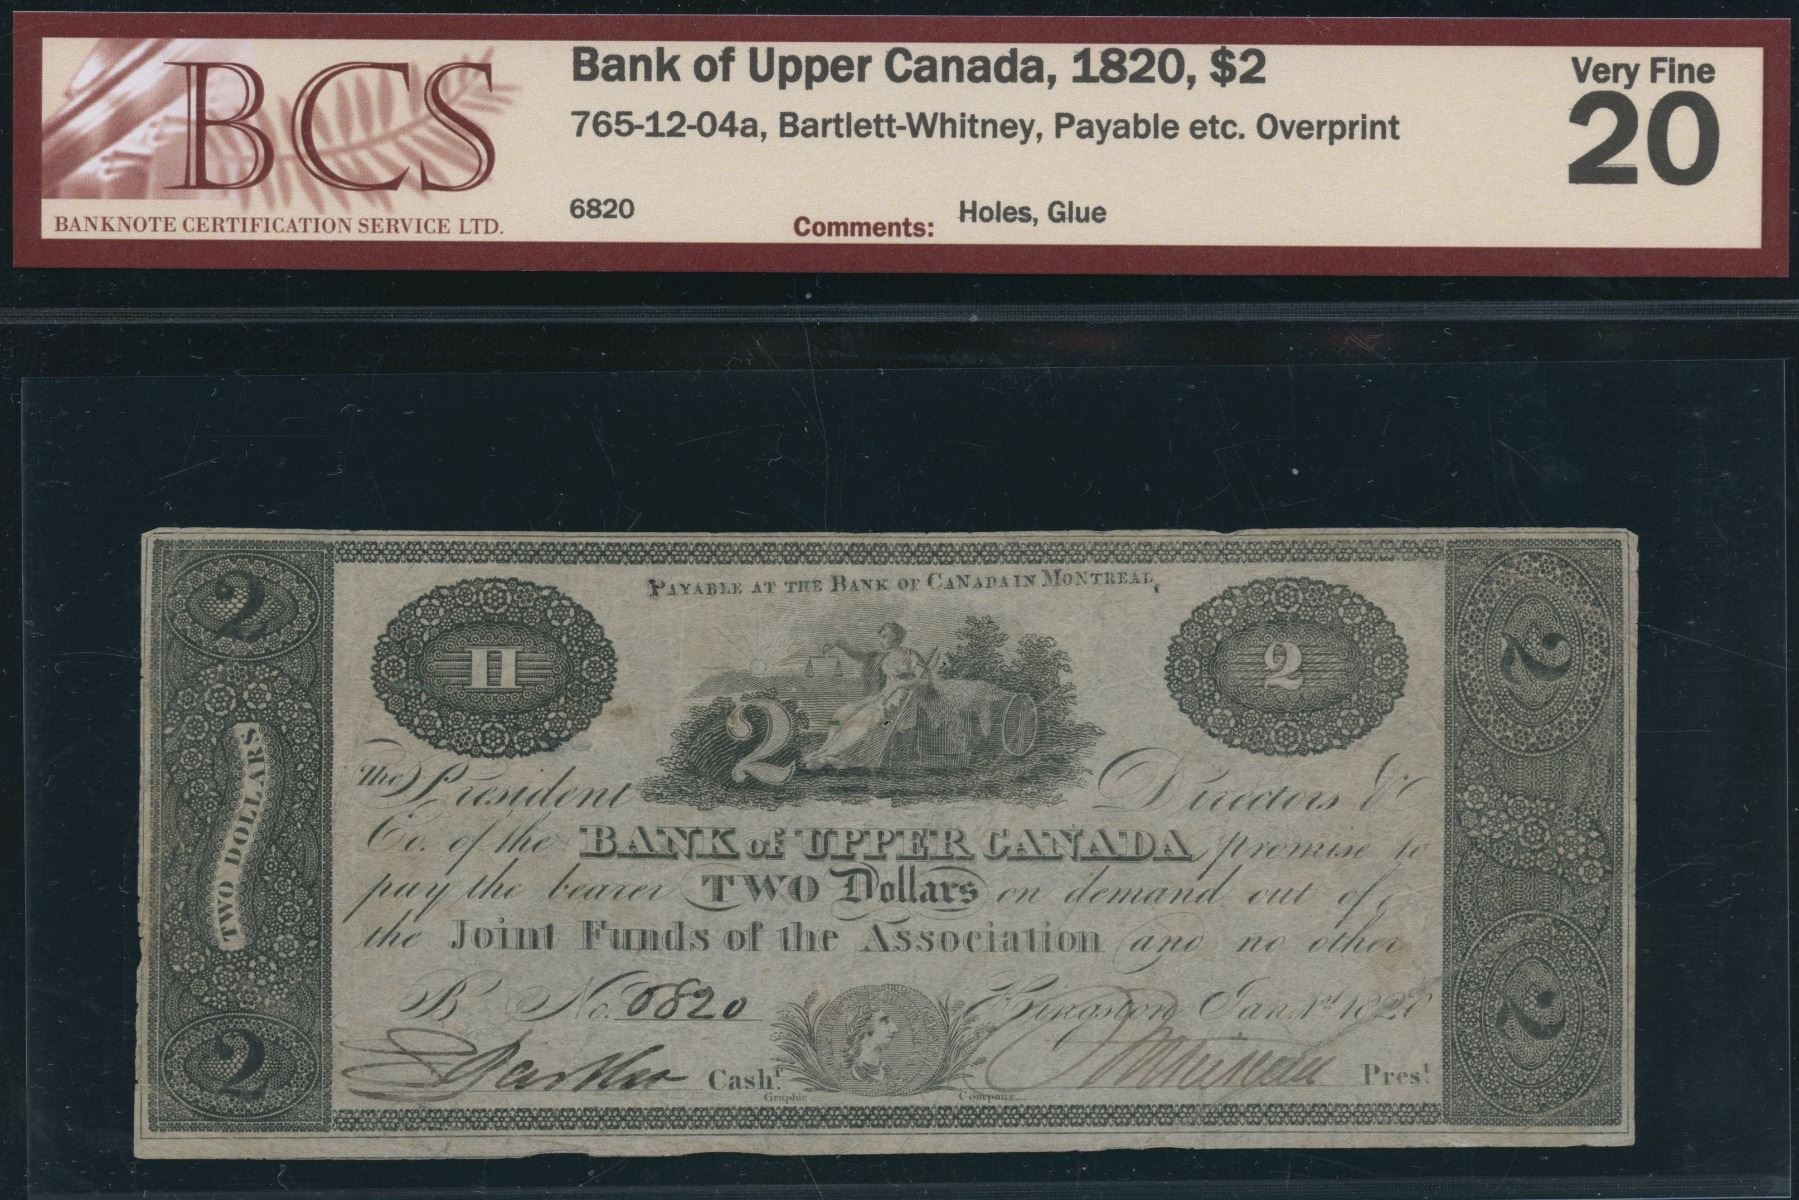 BCS
BANKNOTE CERTIFICATION SERVICE LTD.
Bank of Upper Canada, 1820, $2
765-12-04a, Bartlett-Whitney, Payable etc. Overprint
6820
Comments: Holes, Glue
Very Fine
20
PAYABLE AT THE BANK OF CANADA IN MONTREAL,
2
II
2
2
2
TWO DOLLARS
The President Directors &c
Co. of the BANK of UPPER CANADA promise to
pay the bearer TWO Dollars on demand out of
the Joint Funds of the Association and no other
B No. 6820 Kingston Jan. 1st 1820
Cashr. Prest.
Graphic Company
2
2